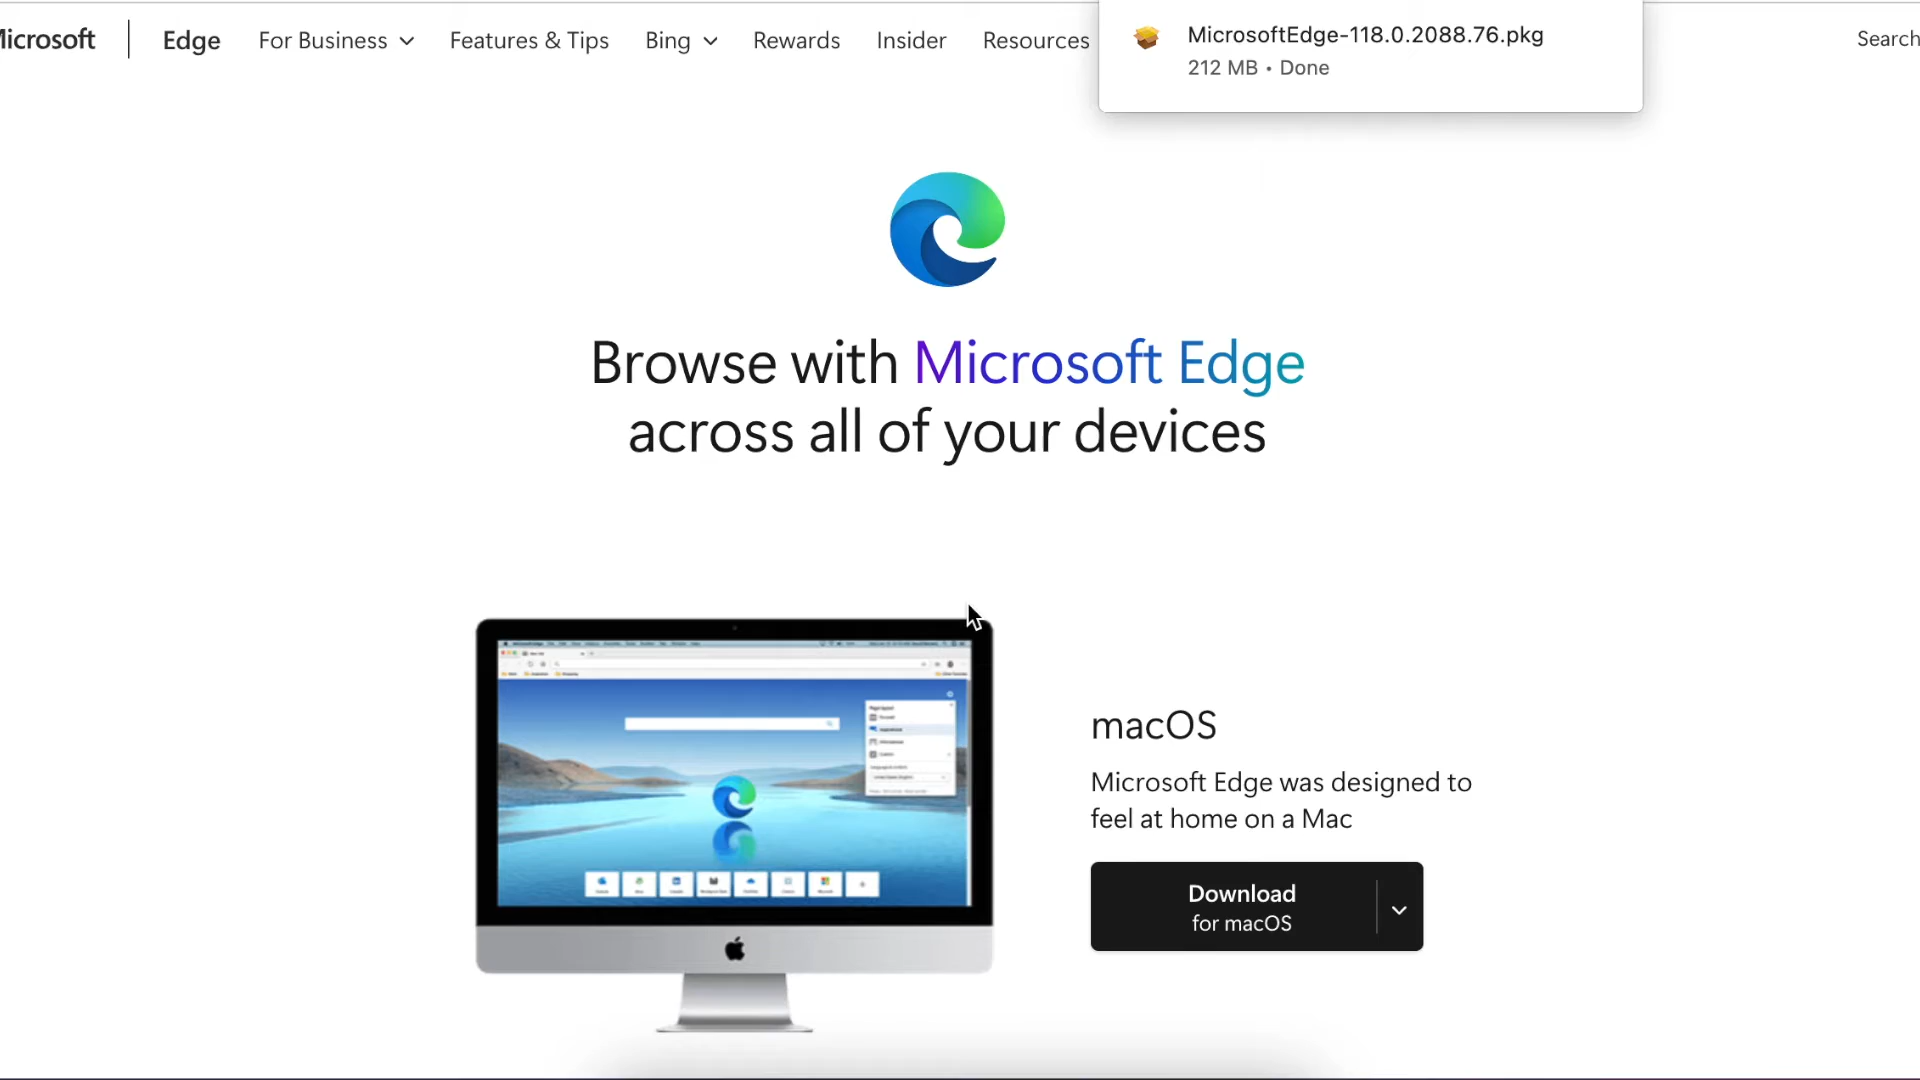 Microsoft
Edge
For Business
Features & Tips
Bing
Rewards
Insider
Resources
Search
MicrosoftEdge-118.0.2088.76.pkg
212 MB • Done
Browse with Microsoft Edge
across all of your devices
macOS
Microsoft Edge was designed to
feel at home on a Mac
Download
for macOS